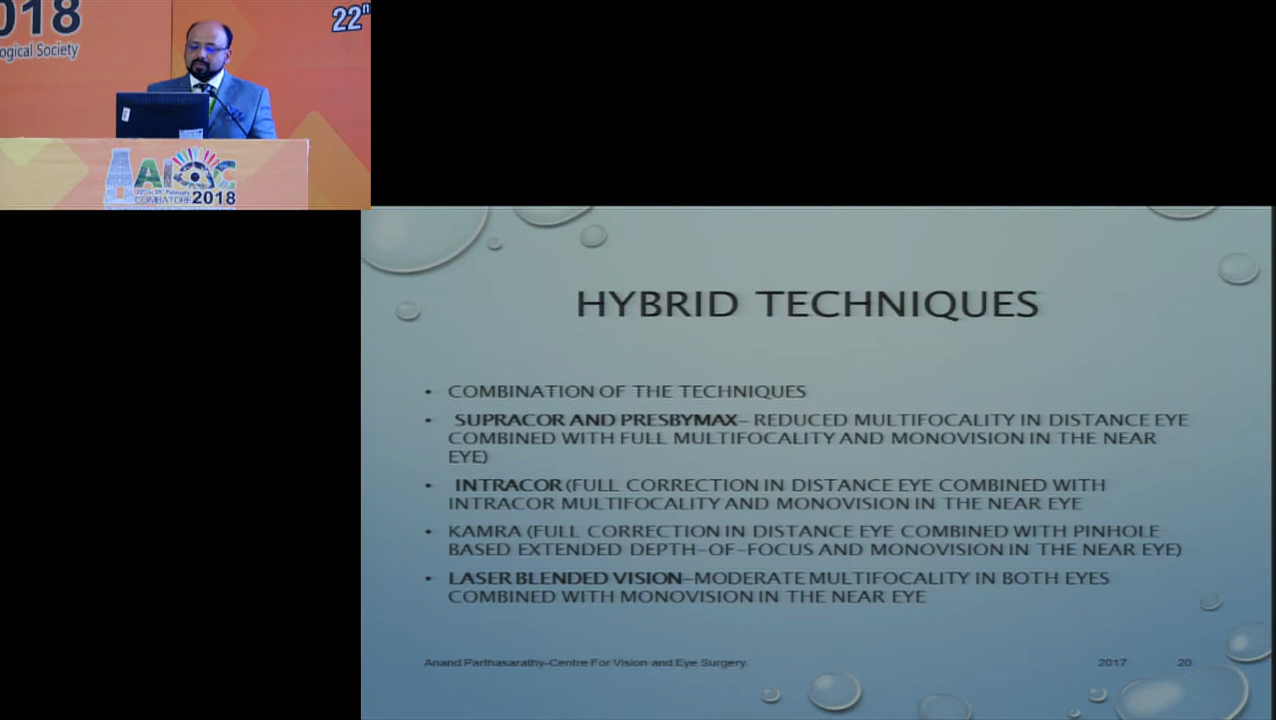 2018
ogical Society
22ⁿ
AIOC
COIMBATORE 2018
HYBRID TECHNIQUES
• COMBINATION OF THE TECHNIQUES
• SUPRACOR AND PRESBYMAX– REDUCED MULTIFOCALITY IN DISTANCE EYE
COMBINED WITH FULL MULTIFOCALITY AND MONOVISION IN THE NEAR
EYE)
• INTRACOR (FULL CORRECTION IN DISTANCE EYE COMBINED WITH
INTRACOR MULTIFOCALITY AND MONOVISION IN THE NEAR EYE
• KAMRA (FULL CORRECTION IN DISTANCE EYE COMBINED WITH PINHOLE
BASED EXTENDED DEPTH-OF-FOCUS AND MONOVISION IN THE NEAR EYE)
• LASER BLENDED VISION–MODERATE MULTIFOCALITY IN BOTH EYES
COMBINED WITH MONOVISION IN THE NEAR EYE
Anand Parthasarathy-Centre For Vision and Eye Surgery 2017 20